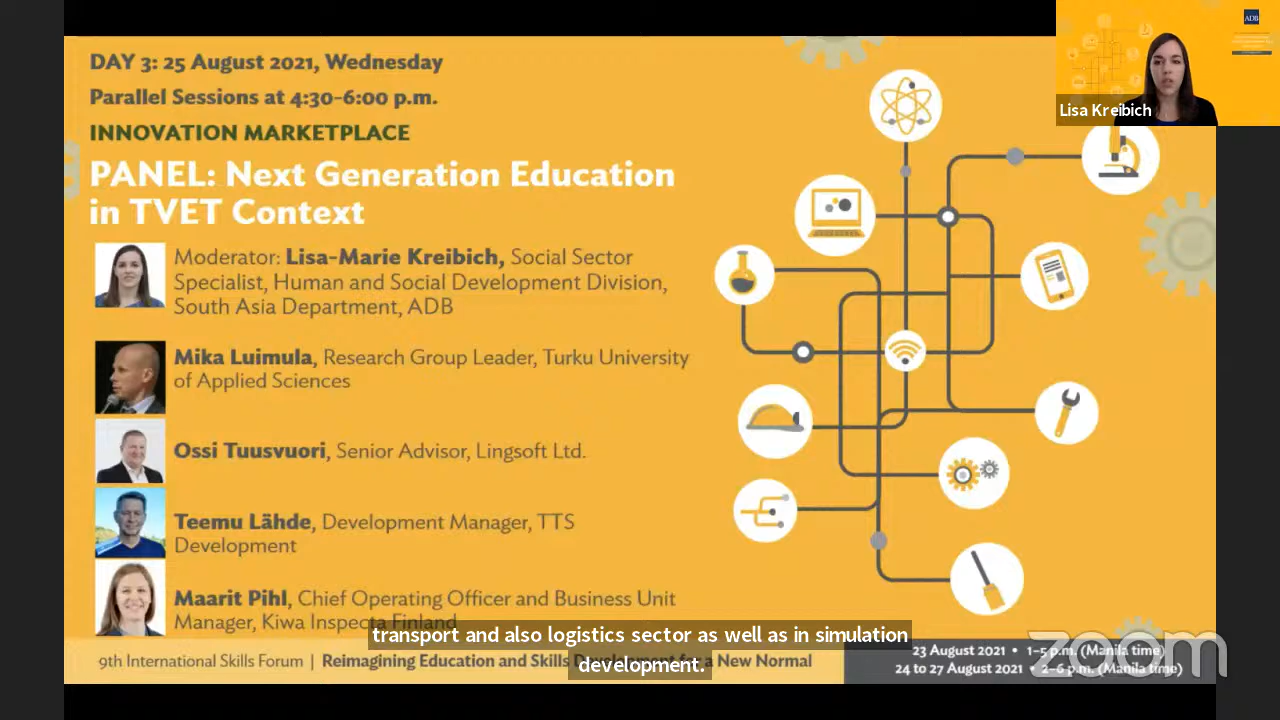 DAY 3: 25 August 2021, Wednesday
Parallel Sessions at 4:30-6:00 p.m.
INNOVATION MARKETPLACE
PANEL: Next Generation Education
in TVET Context
Moderator: Lisa-Marie Kreibich, Social Sector
Specialist, Human and Social Development Division,
South Asia Department, ADB
Mika Luimula, Research Group Leader, Turku University
of Applied Sciences
Ossi Tuusvuori, Senior Advisor, Lingsoft Ltd.
Teemu Lähde, Development Manager, TTS
Development
Maarit Pihl, Chief Operating Officer and Business Unit
Manager, Kiwa Inspecta Finland
transport and also logistics sector as well as in simulation
development.
9th International Skills Forum | Reimagining Education and Skills Development for a New Normal
23 August 2021 • 1-5 p.m. (Manila time)
24 to 27 August 2021 • 2-6 p.m. (Manila time)
zoom
ADB
Lisa Kreibich